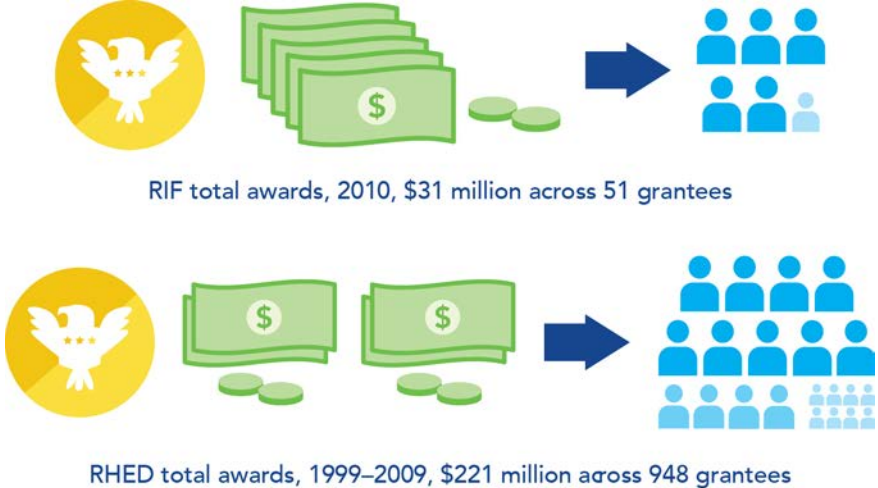 $
RIF total awards, 2010, $31 million across 51 grantees
$ $
RHED total awards, 1999–2009, $221 million across 948 grantees